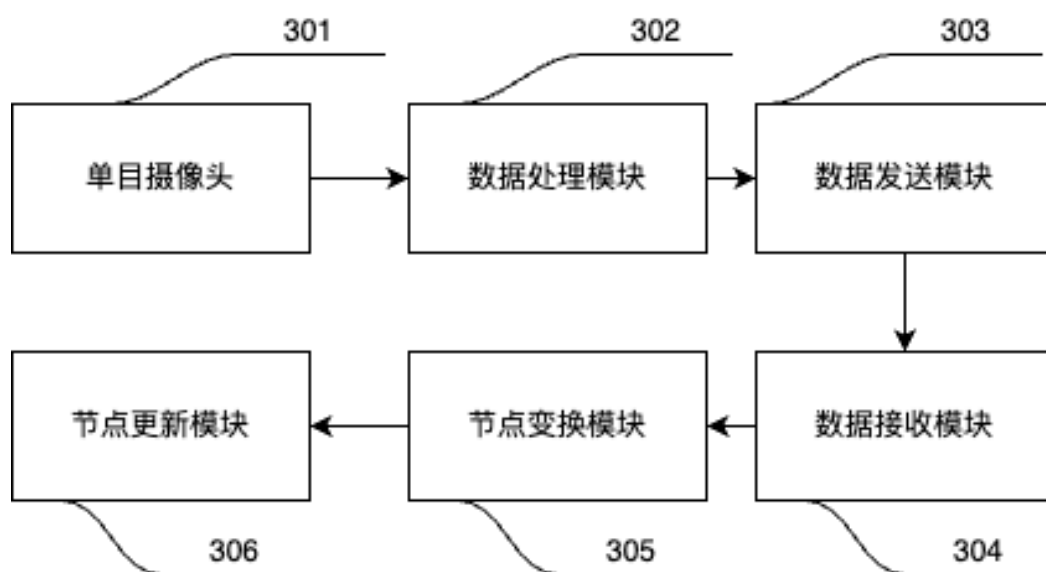 301
302
303
单目摄像头
数据处理模块
数据发送模块
节点更新模块
节点变换模块
数据接收模块
306
305
304